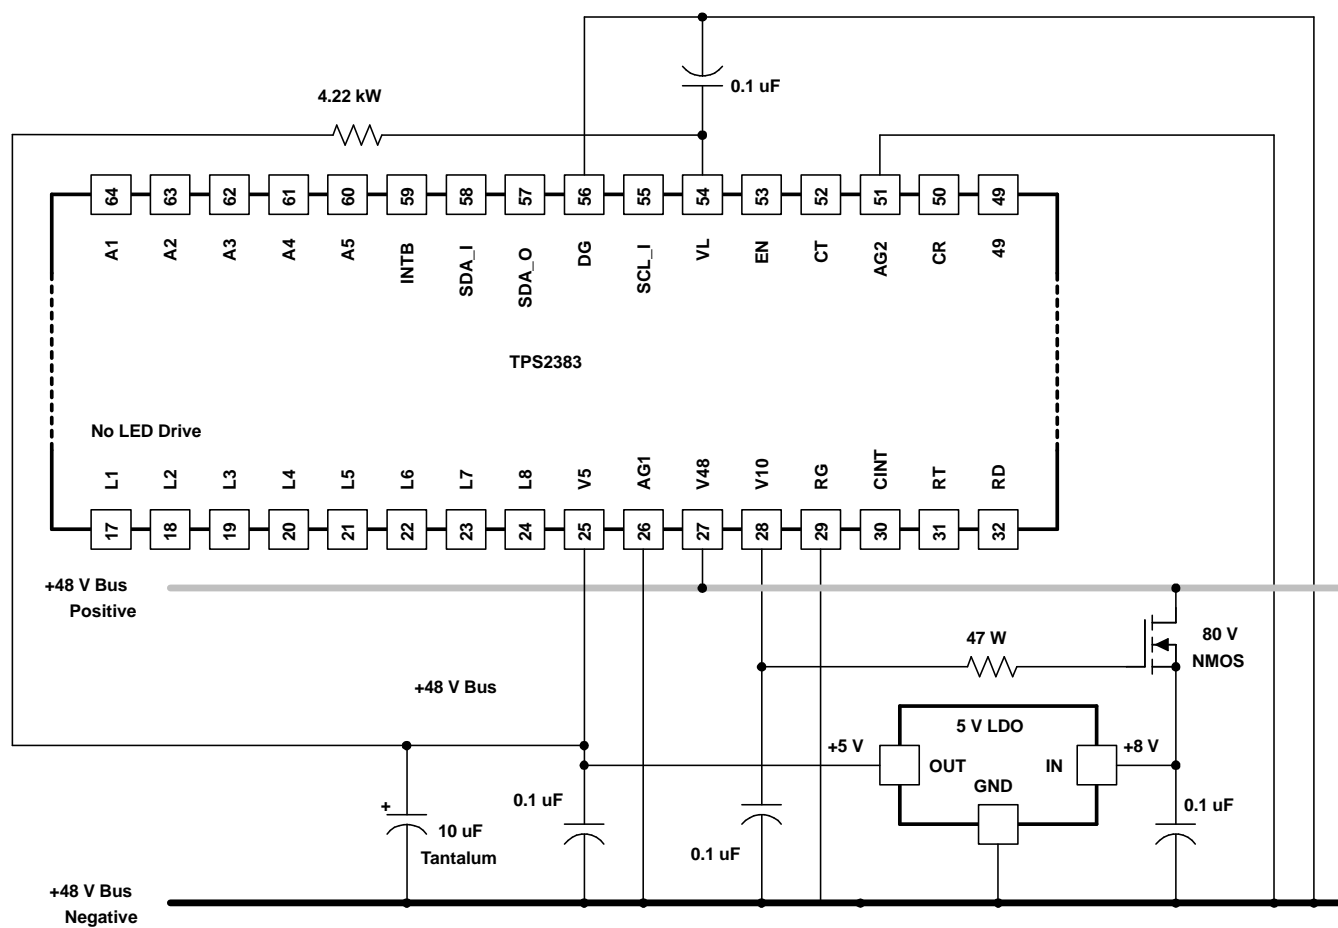 0.1 uF
4.22 kW
64 63 62 61 60 59 58 57 56 55 54 53 52 51 50 49
A1 A2 A3 A4 A5 INTB SDA_I SDA_O DG SCL_I VL EN CT AG2 CR 49
TPS2383
No LED Drive
L1 L2 L3 L4 L5 L6 L7 L8 V5 AG1 V48 V10 RG CINT RT RD
17 18 19 20 21 22 23 24 25 26 27 28 29 30 31 32
+48 V Bus
Positive
47 W
80 V
NMOS
+48 V Bus
5 V LDO
+5 V
+8 V
OUT
IN
GND
0.1 uF
0.1 uF
+
10 uF
Tantalum
0.1 uF
+48 V Bus
Negative